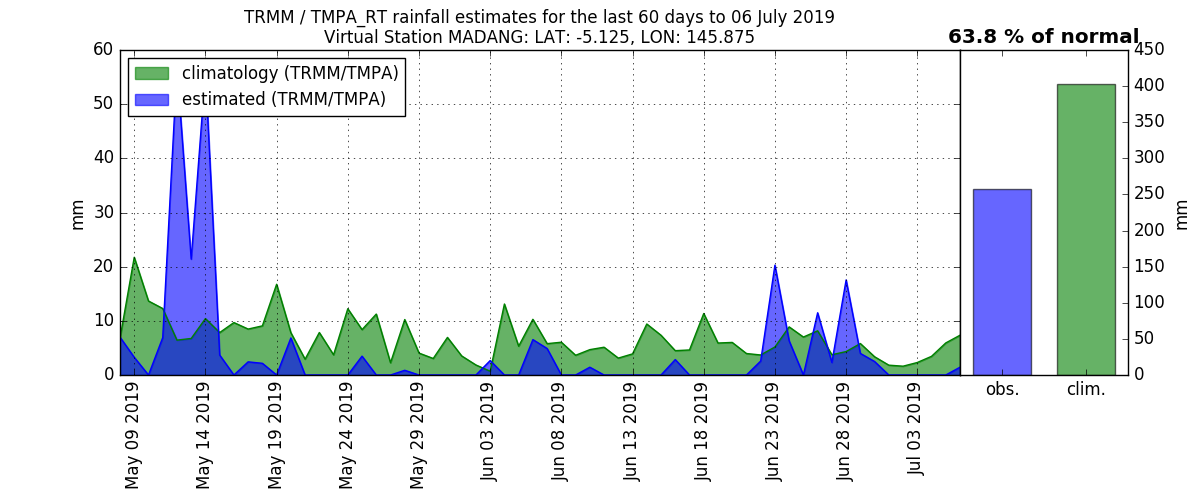 TRMM / TMPA_RT rainfall estimates for the last 60 days to 06 July 2019
Virtual Station MADANG: LAT: -5.125, LON: 145.875
63.8 % of normal
climatology (TRMM/TMPA)
estimated (TRMM/TMPA)
60
50
40
30
20
10
0
mm
May 09 2019
May 14 2019
May 19 2019
May 24 2019
May 29 2019
Jun 03 2019
Jun 08 2019
Jun 13 2019
Jun 18 2019
Jun 23 2019
Jun 28 2019
Jul 03 2019
450
400
350
300
250
200
150
100
50
0
mm
obs.
clim.